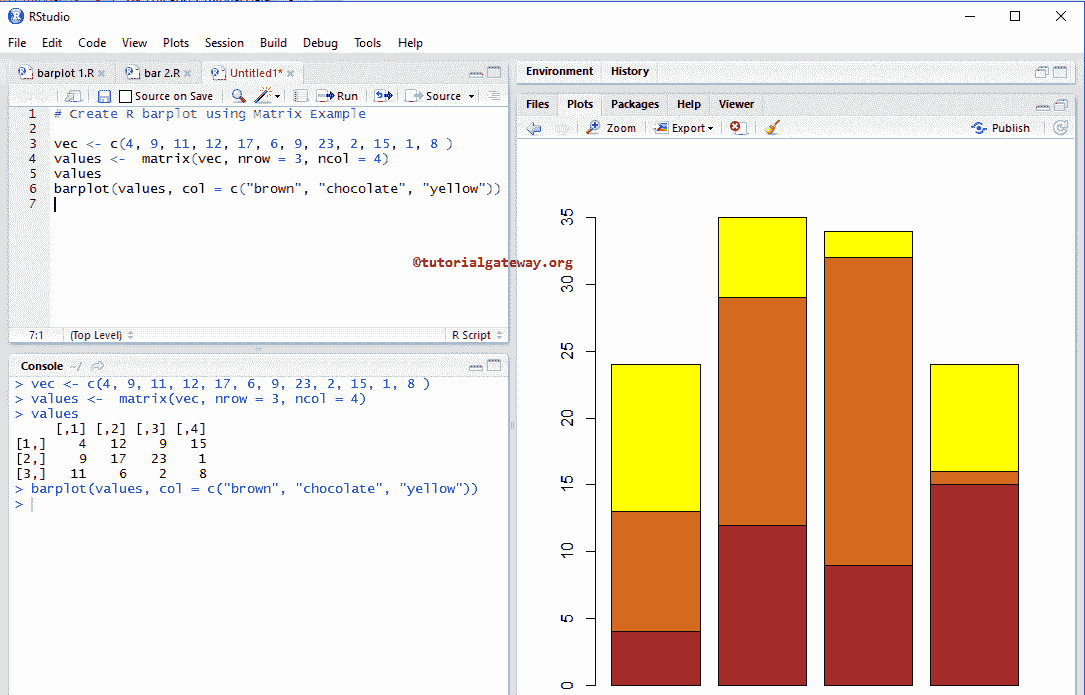 RStudio
File Edit Code View Plots Session Build Debug Tools Help
barplot 1.R bar 2.R Untitled1*
Source on Save Run Source
1 # Create R barplot using Matrix Example
2
3 vec <- c(4, 9, 11, 12, 17, 6, 9, 23, 2, 15, 1, 8 )
4 values <-  matrix(vec, nrow = 3, ncol = 4)
5 values
6 barplot(values, col = c("brown", "chocolate", "yellow"))
7
©tutorialgateway.org
7:1 (Top Level) R Script
Console ~/
> vec <- c(4, 9, 11, 12, 17, 6, 9, 23, 2, 15, 1, 8 )
> values <-  matrix(vec, nrow = 3, ncol = 4)
> values
     [,1] [,2] [,3] [,4]
[1,]    4   12    9   15
[2,]    9   17   23    1
[3,]   11    6    2    8
> barplot(values, col = c("brown", "chocolate", "yellow"))
>
Environment History
Files Plots Packages Help Viewer
Zoom Export Publish
35
30
25
20
15
10
5
0